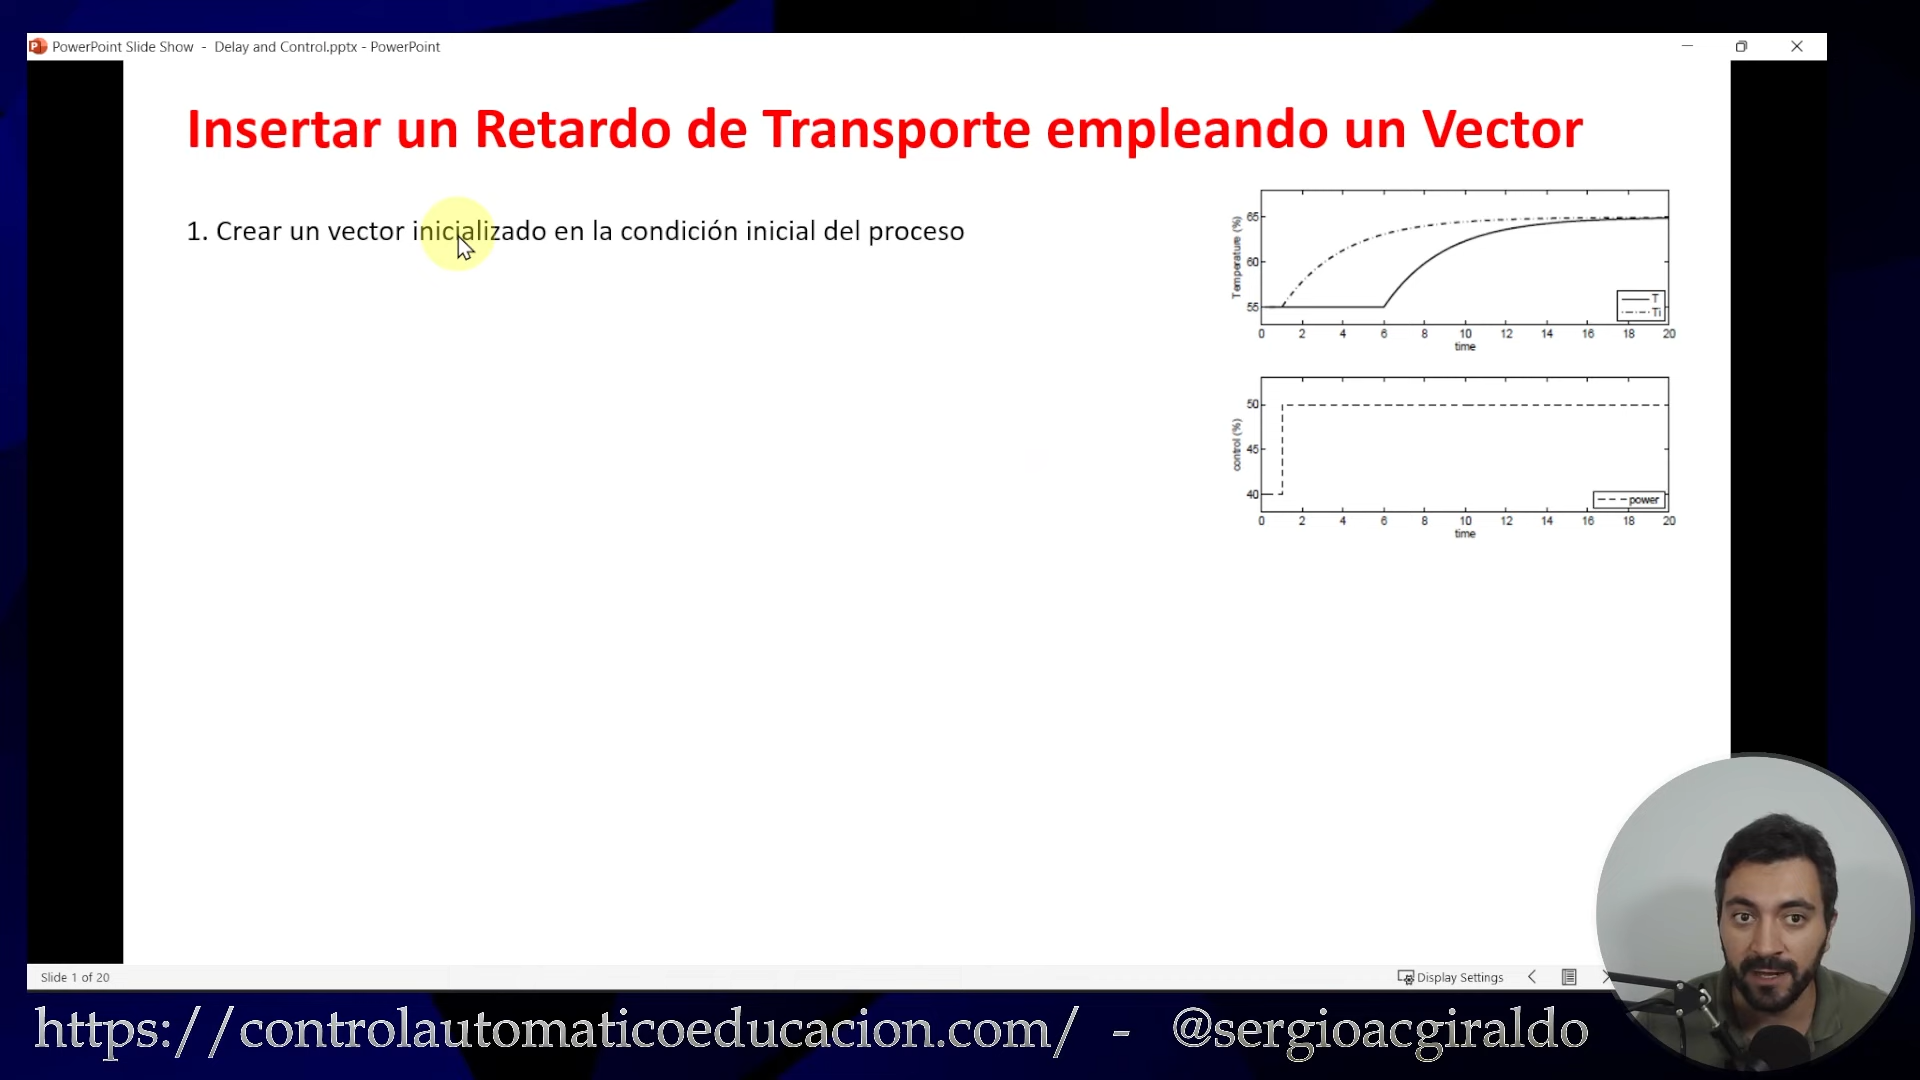 PowerPoint Slide Show - Delay and Control.pptx - PowerPoint
Insertar un Retardo de Transporte empleando un Vector
1. Crear un vector inicializado en la condición inicial del proceso
Temperature (%)
65
60
55
T
Ti
0 2 4 6 8 10 12 14 16 18 20
time
control (%)
50
45
40
power
0 2 4 6 8 10 12 14 16 18 20
time
Slide 1 of 20
Display Settings
https://controlautomaticoeducacion.com/ - @sergioacgiraldo